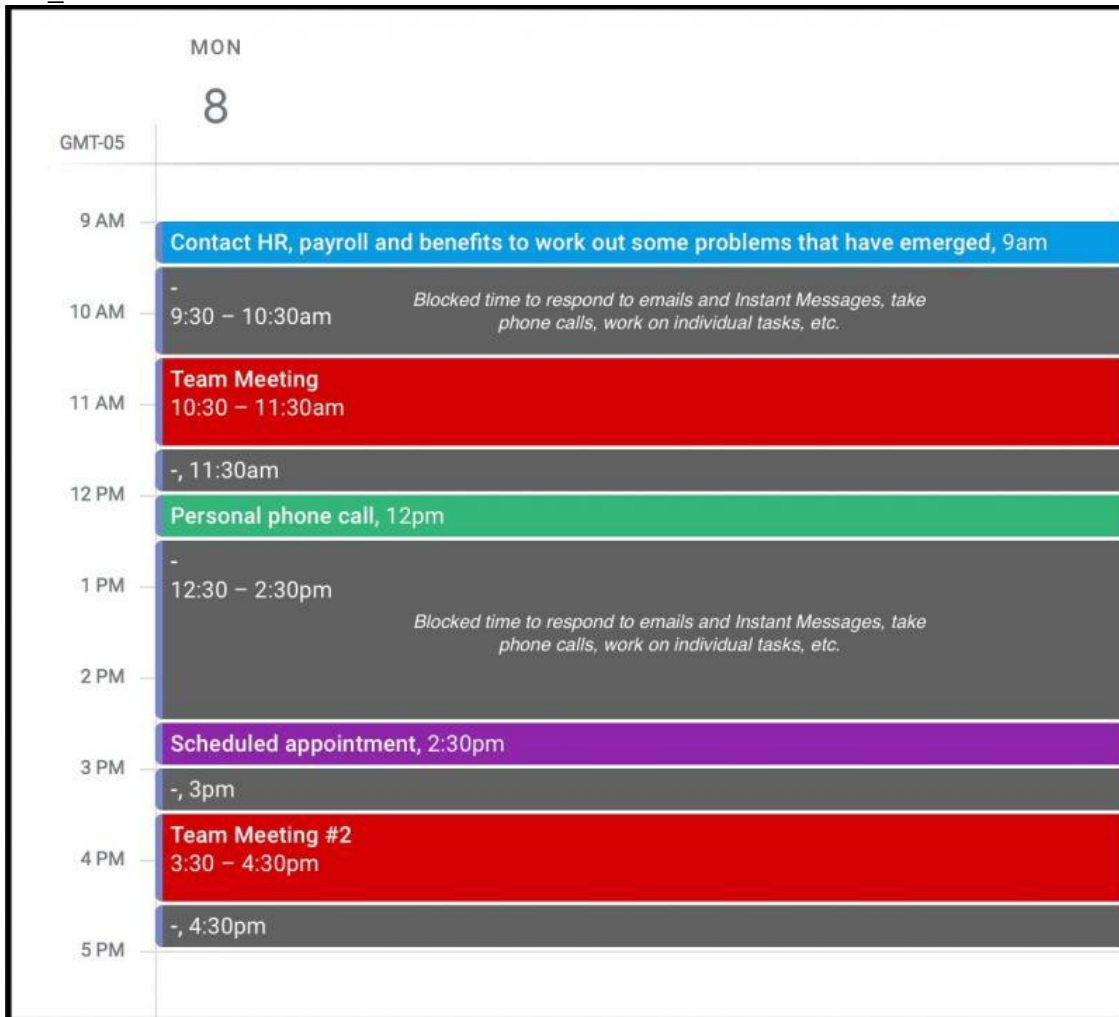 MON
8
GMT-05
9 AM
Contact HR, payroll and benefits to work out some problems that have emerged, 9am
-
10 AM
9:30 – 10:30am
Blocked time to respond to emails and Instant Messages, take
phone calls, work on individual tasks, etc.
Team Meeting
11 AM
10:30 – 11:30am
-, 11:30am
12 PM
Personal phone call, 12pm
-
1 PM
12:30 – 2:30pm
Blocked time to respond to emails and Instant Messages, take
phone calls, work on individual tasks, etc.
2 PM
Scheduled appointment, 2:30pm
3 PM
-, 3pm
Team Meeting #2
4 PM
3:30 – 4:30pm
-, 4:30pm
5 PM